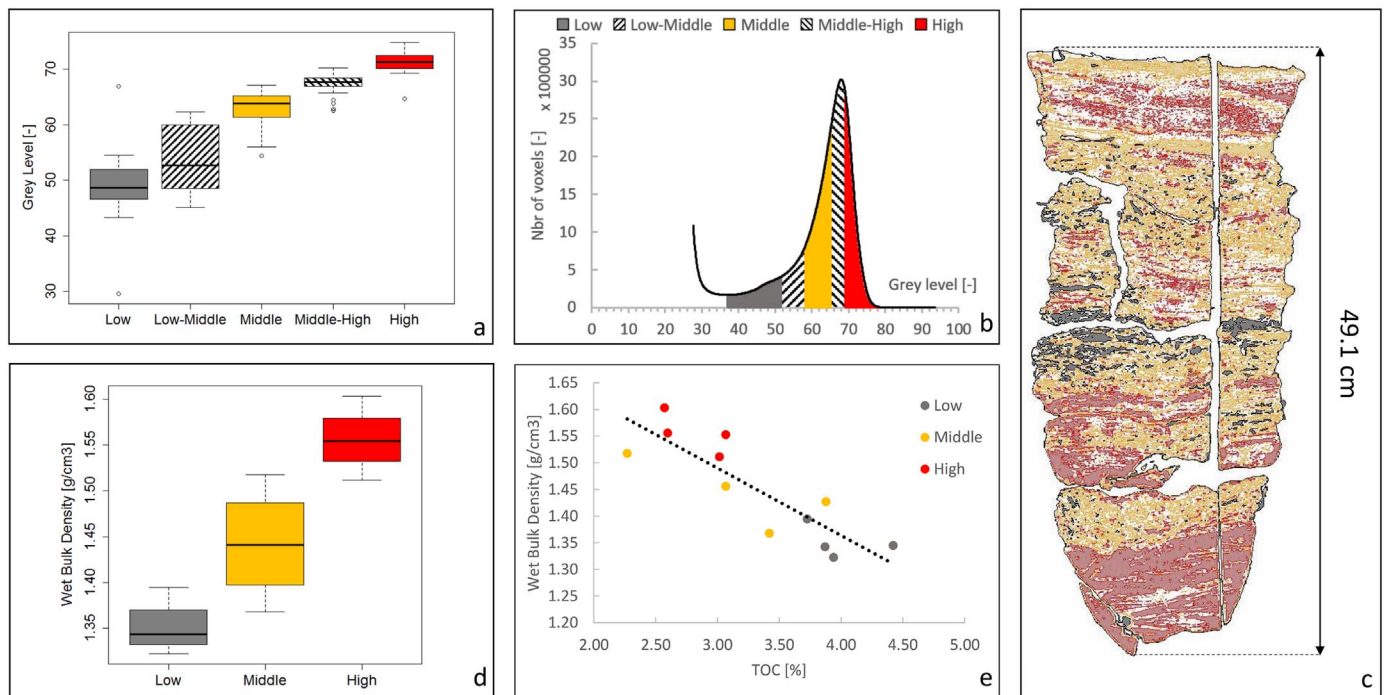 70
60
50
40
30
Grey Level [-]
Low Low-Middle Middle Middle-High High
a
Low Low-Middle Middle Middle-High High
35
30
25
20
15
10
5
0
x 100000
Nbr of voxels [-]
Grey level [-]
0 10 20 30 40 50 60 70 80 90 100
b
49.1 cm
c
1.60
1.55
1.50
1.45
1.40
1.35
Wet Bulk Density [g/cm3]
Low Middle High
d
1.65
1.60
1.55
1.50
1.45
1.40
1.35
1.30
1.25
1.20
Wet Bulk Density [g/cm3]
Low
Middle
High
2.00 2.50 3.00 3.50 4.00 4.50 5.00
TOC [%]
e